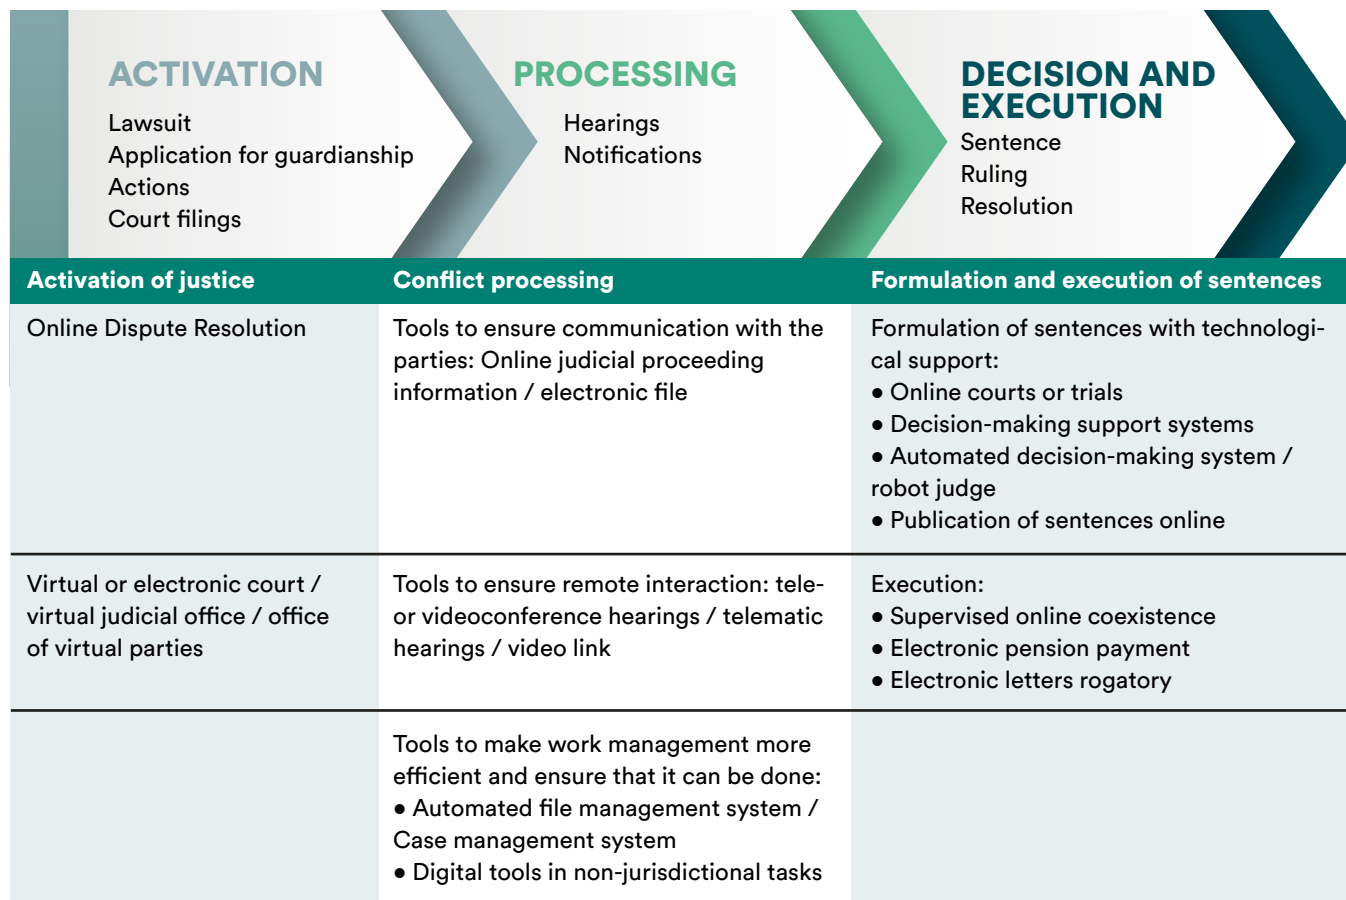 ACTIVATION
Lawsuit
Application for guardianship
Actions
Court filings
PROCESSING
Hearings
Notifications
DECISION AND
EXECUTION
Sentence
Ruling
Resolution
Activation of justice
Conflict processing
Formulation and execution of sentences
Online Dispute Resolution
Tools to ensure communication with the
parties: Online judicial proceeding
information / electronic file
Formulation of sentences with technologi-
cal support:
• Online courts or trials
• Decision-making support systems
• Automated decision-making system /
robot judge
• Publication of sentences online
Virtual or electronic court /
virtual judicial office / office
of virtual parties
Tools to ensure remote interaction: tele-
or videoconference hearings / telematic
hearings / video link
Execution:
• Supervised online coexistence
• Electronic pension payment
• Electronic letters rogatory
Tools to make work management more
efficient and ensure that it can be done:
• Automated file management system /
Case management system
• Digital tools in non-jurisdictional tasks